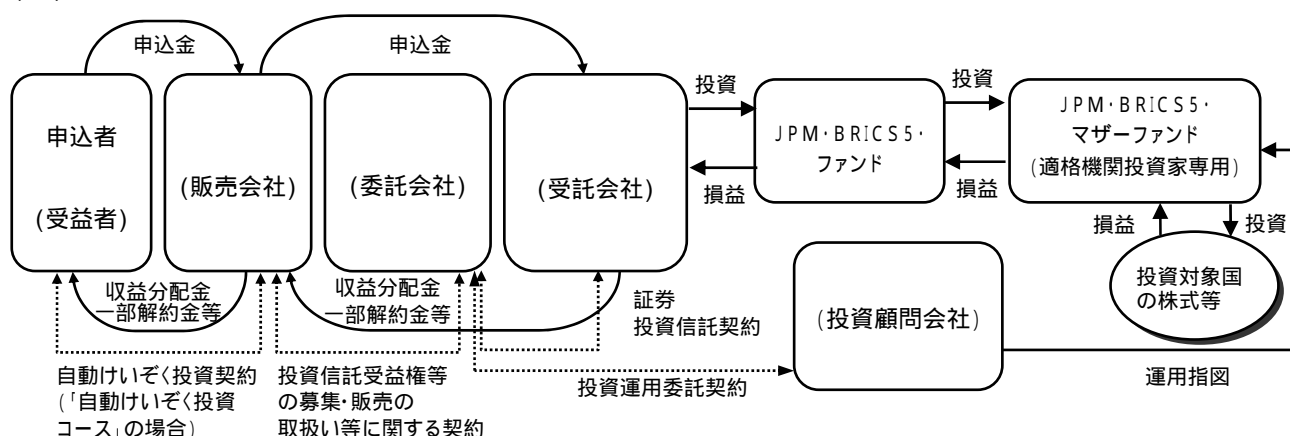 申込金
申込金
申込者
(受益者)
(販売会社)
(委託会社)
(受託会社)
投資
損益
JPM・BRICS5・
ファンド
投資
損益
JPM・BRICS5・
マザーファンド
(適格機関投資家専用)
損益
投資
投資対象国
の株式等
収益分配金
一部解約金等
収益分配金
一部解約金等
証券
投資信託契約
(投資顧問会社)
運用指図
投資運用委託契約
自動けいぞく投資契約
(「自動けいぞく投資
コース」の場合)
投資信託受益権等
の募集・販売の
取扱い等に関する契約